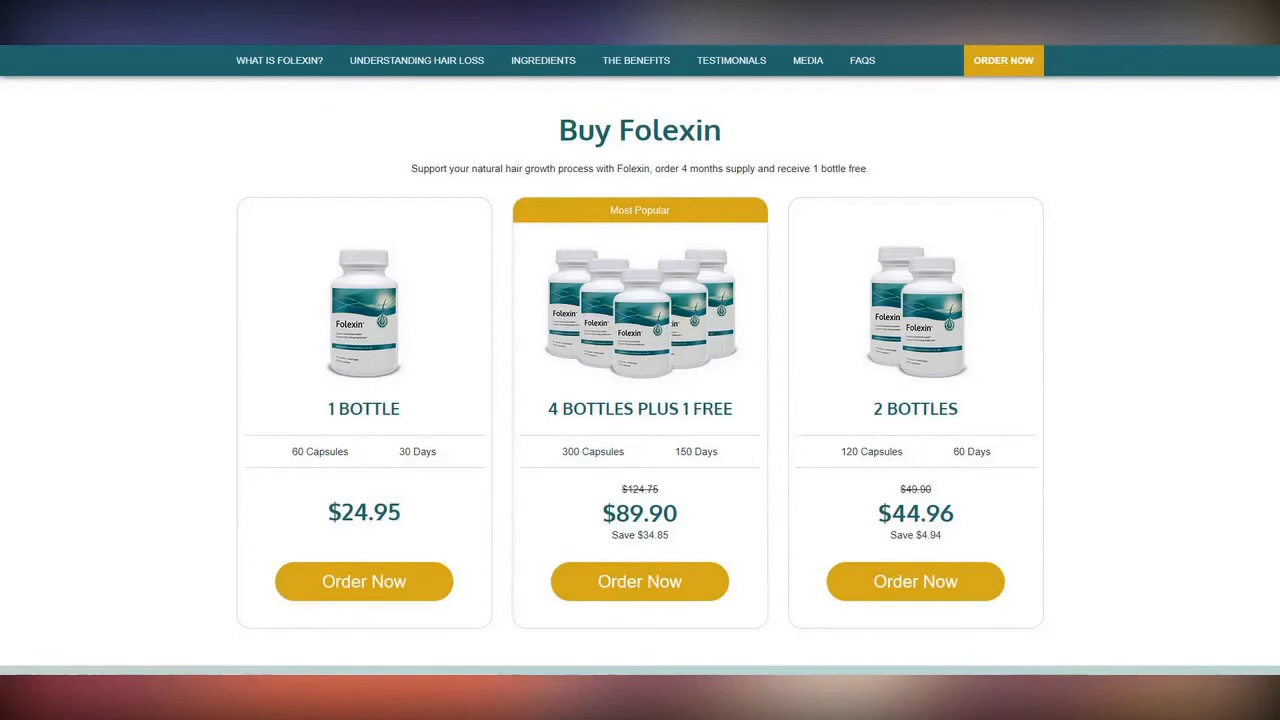 WHAT IS FOLEXIN? UNDERSTANDING HAIR LOSS INGREDIENTS THE BENEFITS TESTIMONIALS MEDIA FAQS ORDER NOW
Buy Folexin
Support your natural hair growth process with Folexin, order 4 months supply and receive 1 bottle free.
Folexin
1 BOTTLE
60 Capsules 30 Days
$24.95
Order Now
Most Popular
Folexin
Folexin
4 BOTTLES PLUS 1 FREE
300 Capsules 150 Days
$124.75
$89.90
Save $34.85
Order Now
Folexin
2 BOTTLES
120 Capsules 60 Days
$49.90
$44.96
Save $4.94
Order Now